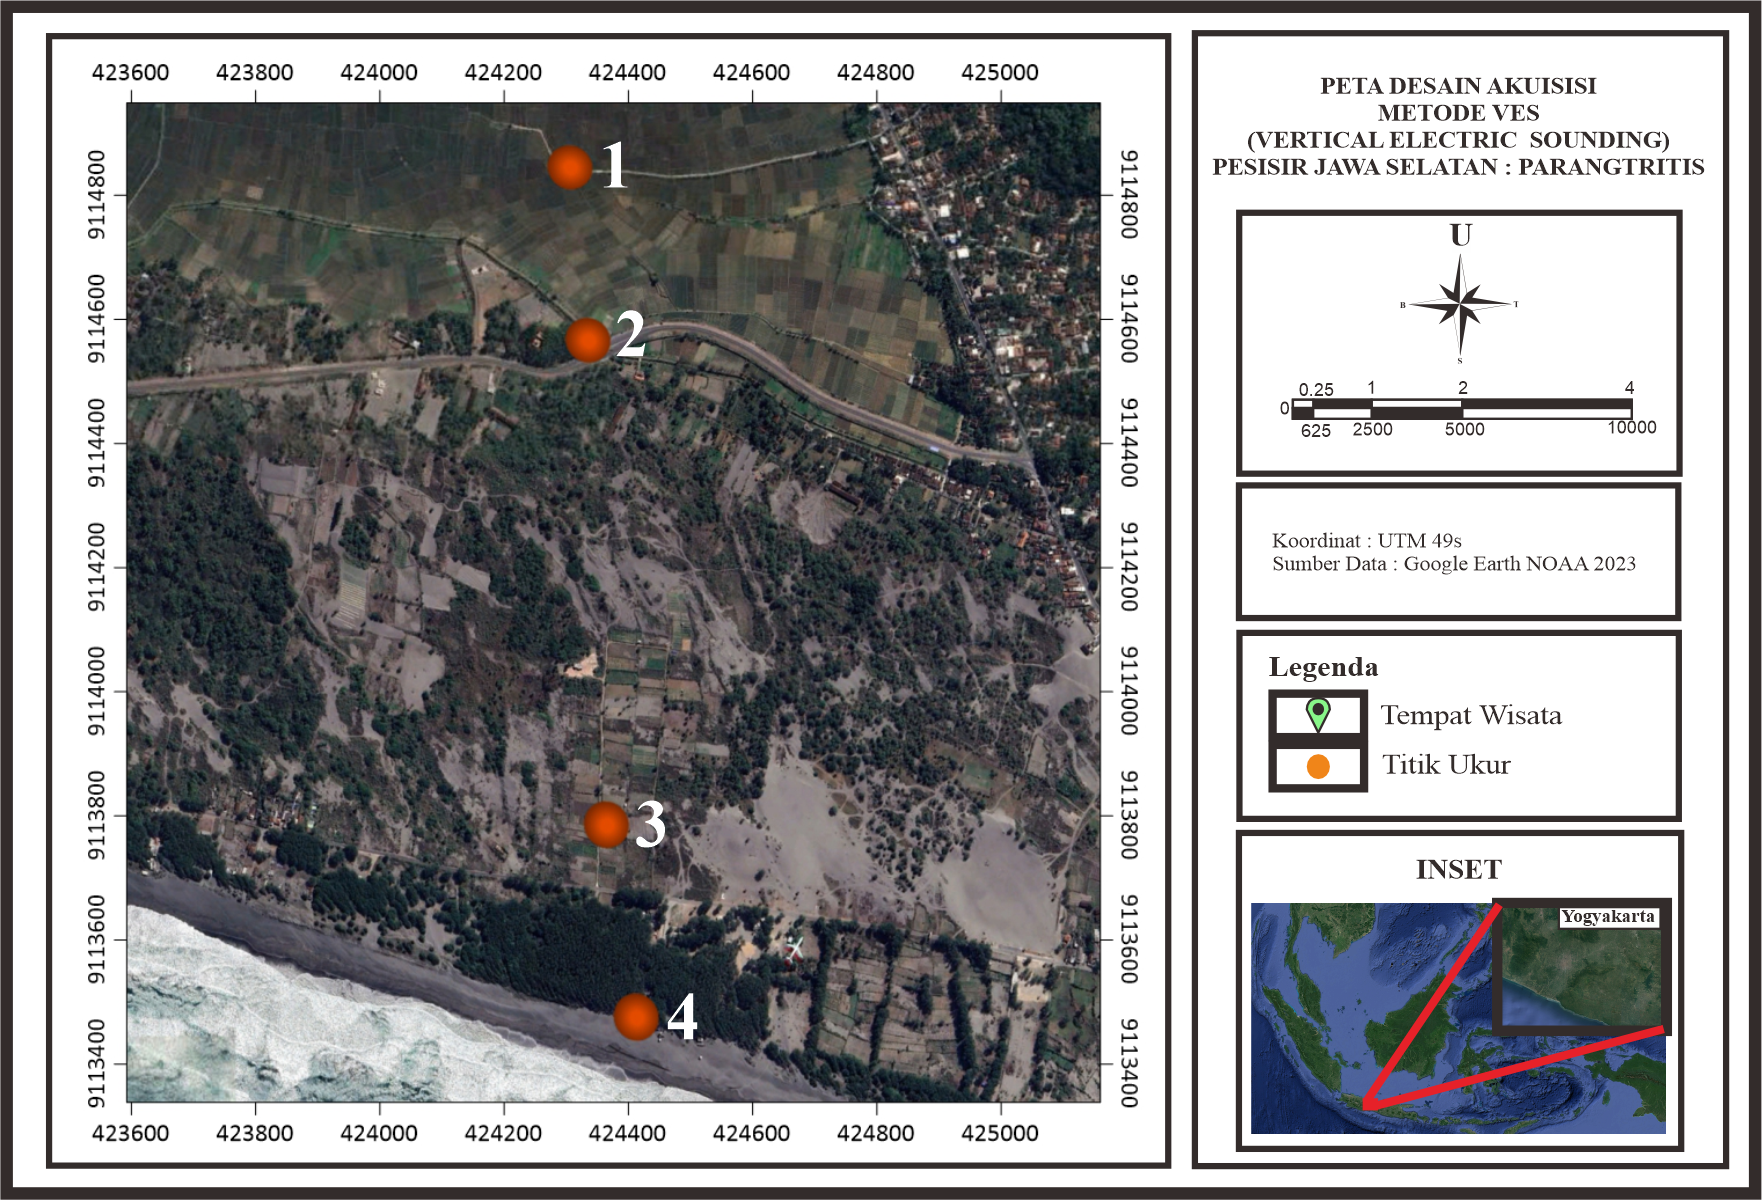 423600 423800 424000 424200 424400 424600 424800 425000
9114800
9114600
9114400
9114200
9114000
9113800
9113600
9113400
1
2
3
4
9114800
9114600
9114400
9114200
9114000
9113800
9113600
9113400
423600 423800 424000 424200 424400 424600 424800 425000
PETA DESAIN AKUISISI
METODE VES
(VERTICAL ELECTRIC SOUNDING)
PESISIR JAWA SELATAN : PARANGTRITIS
U
B T
S
0.25 1 2 4
0
625 2500 5000 10000
Koordinat : UTM 49s
Sumber Data : Google Earth NOAA 2023
Legenda
Tempat Wisata
Titik Ukur
INSET
Yogyakarta